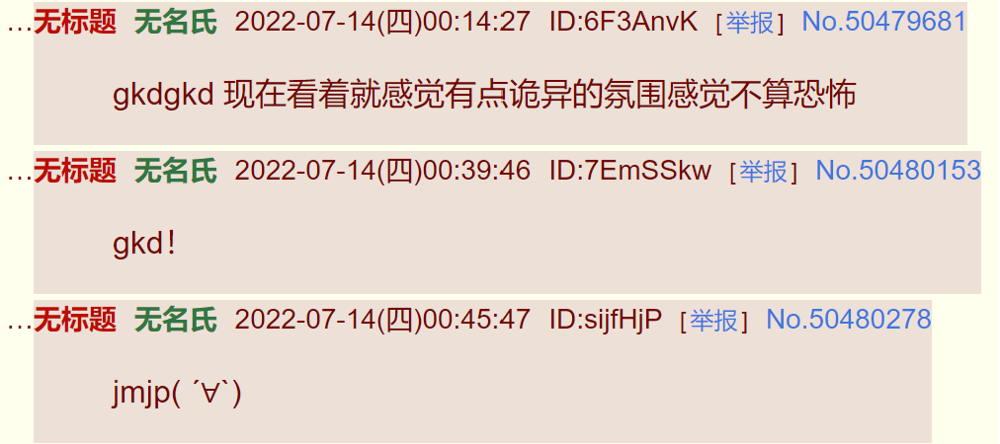 …无标题 无名氏 2022-07-14(四)00:14:27 ID:6F3AnvK [举报] No.50479681
gkdgkd 现在看着就感觉有点诡异的氛围感觉不算恐怖
…无标题 无名氏 2022-07-14(四)00:39:46 ID:7EmSSkw [举报] No.50480153
gkd！
…无标题 无名氏 2022-07-14(四)00:45:47 ID:sijfHjP [举报] No.50480278
jmjp( ´∀`)